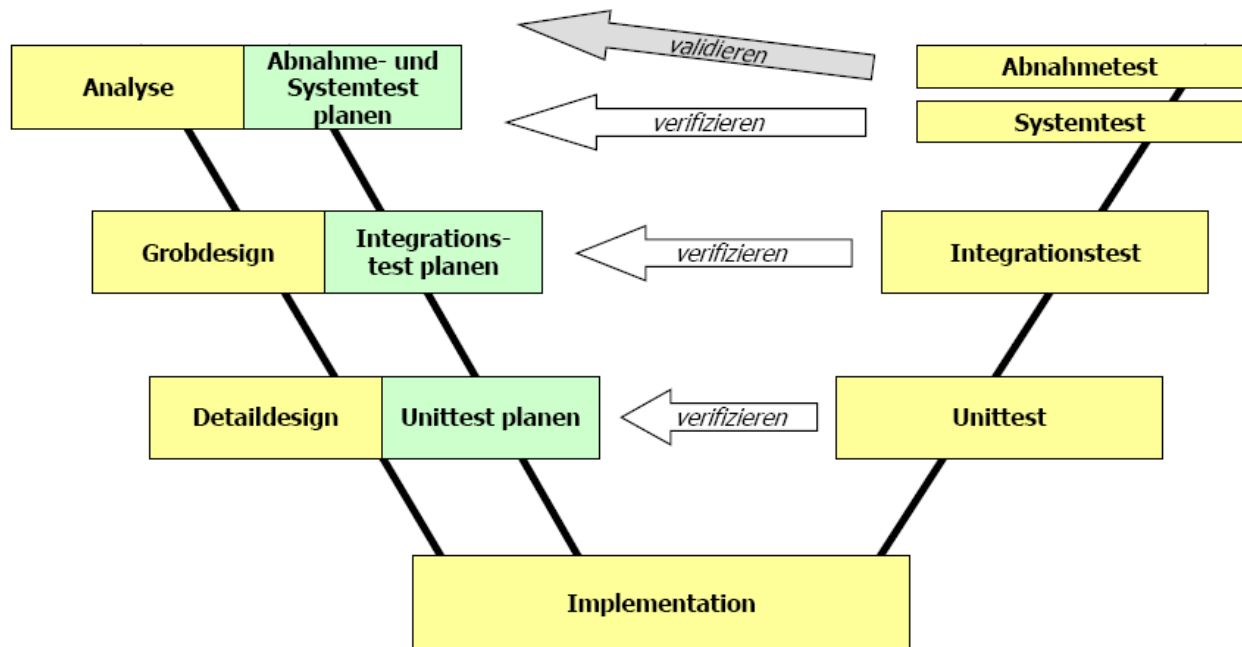 validieren
Analyse
Abnahme- und
Systemtest
planen
Abnahmetest
verifizieren
Systemtest
Grobdesign
Integrations-
test planen
verifizieren
Integrationstest
Detaildesign
Unittest planen
verifizieren
Unittest
Implementation